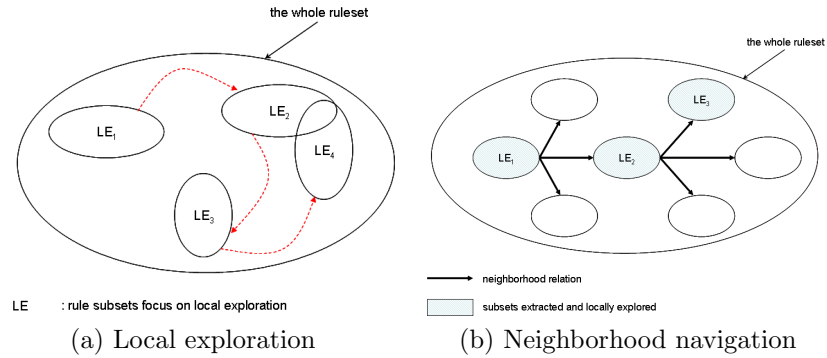 the whole ruleset
LE1
LE2
LE4
LE3
LE : rule subsets focus on local exploration
(a) Local exploration
the whole ruleset
LE3
LE1
LE2
neighborhood relation
subsets extracted and locally explored
(b) Neighborhood navigation